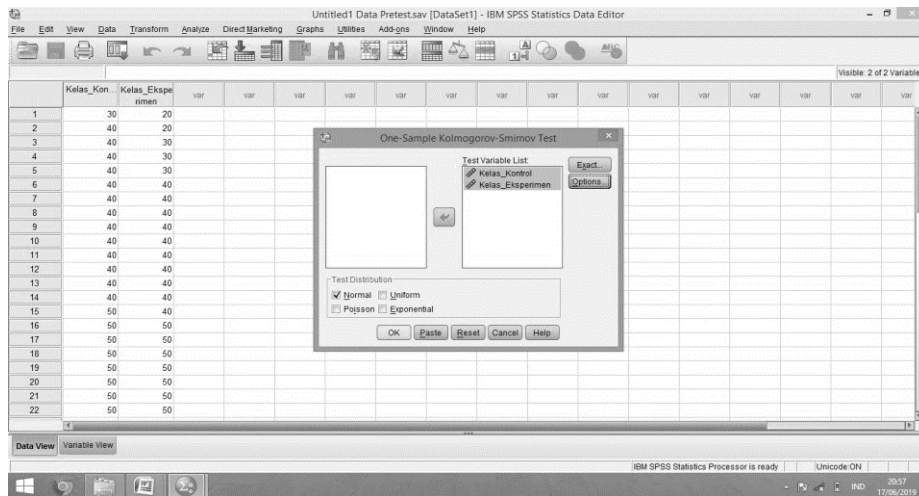 Untitled1 Data Pretest.sav [DataSet1] - IBM SPSS Statistics Data Editor
File Edit View Data Transform Analyze Direct Marketing Graphs Utilities Add-ons Window Help
Visible: 2 of 2 Variable
Kelas_Kon... Kelas_Ekspe rimen var var var var var var var var var var var var
1 30 20
2 40 20
3 40 30
4 40 30
5 40 30
6 40 40
7 40 40
8 40 40
9 40 40
10 40 40
11 40 40
12 40 40
13 40 40
14 40 40
15 50 40
16 50 50
17 50 50
18 50 50
19 50 50
20 50 50
21 50 50
22 50 50
One-Sample Kolmogorov-Smirnov Test
Test Variable List:
Kelas_Kontrol
Kelas_Eksperimen
Exact...
Options...
Test Distribution
Normal Uniform
Poisson Exponential
OK Paste Reset Cancel Help
Data View Variable View
IBM SPSS Statistics Processor is ready Unicode:ON
IND 20:57
17/06/2019